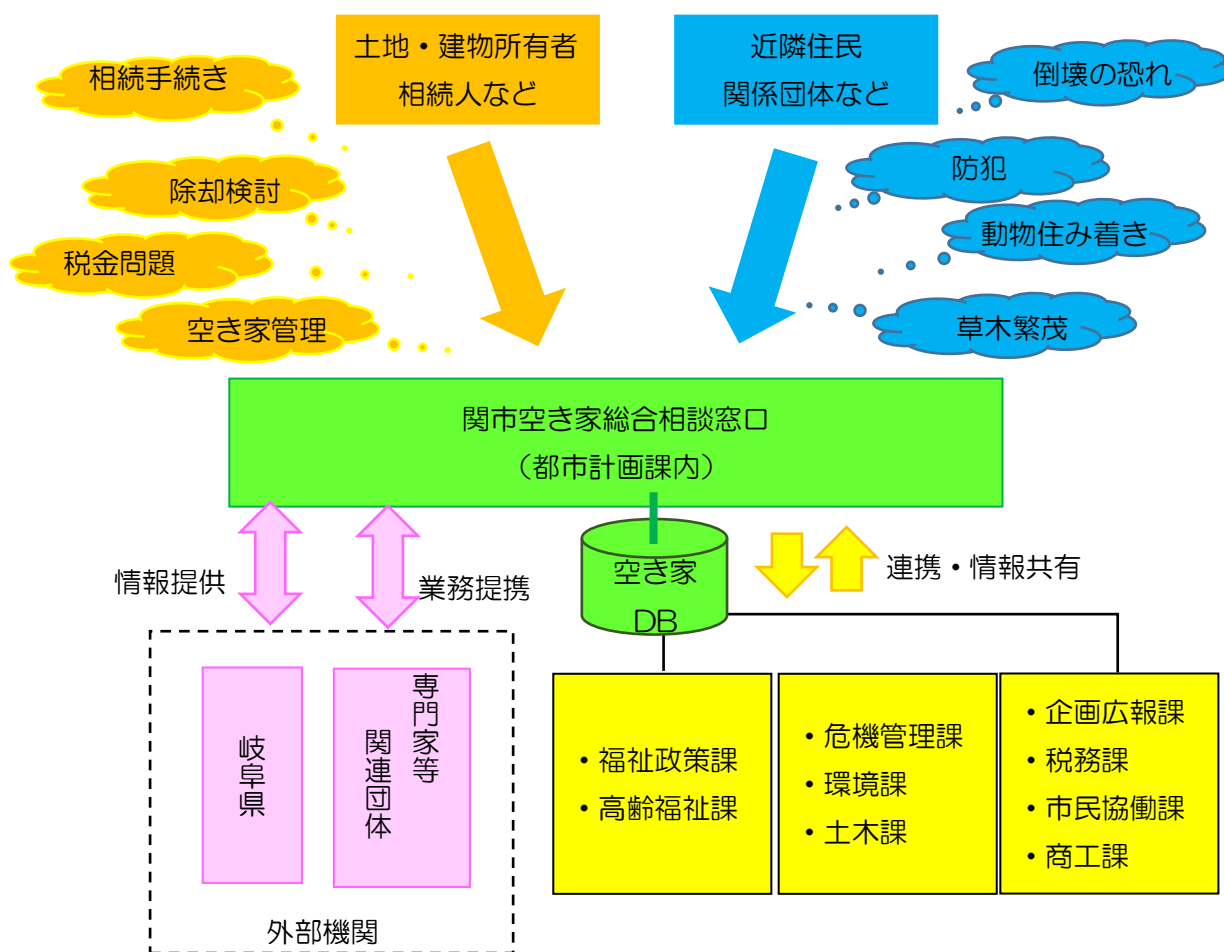 土地・建物所有者
相続人など
近隣住民
関係団体など
相続手続き
除却検討
税金問題
空き家管理
倒壊の恐れ
防犯
動物住み着き
草木繁茂
関市空き家総合相談窓口
（都市計画課内）
情報提供
業務提携
空き家
DB
連携・情報共有
岐阜県
専門家等
関連団体
外部機関
・福祉政策課
・高齢福祉課
・危機管理課
・環境課
・土木課
・企画広報課
・税務課
・市民協働課
・商工課